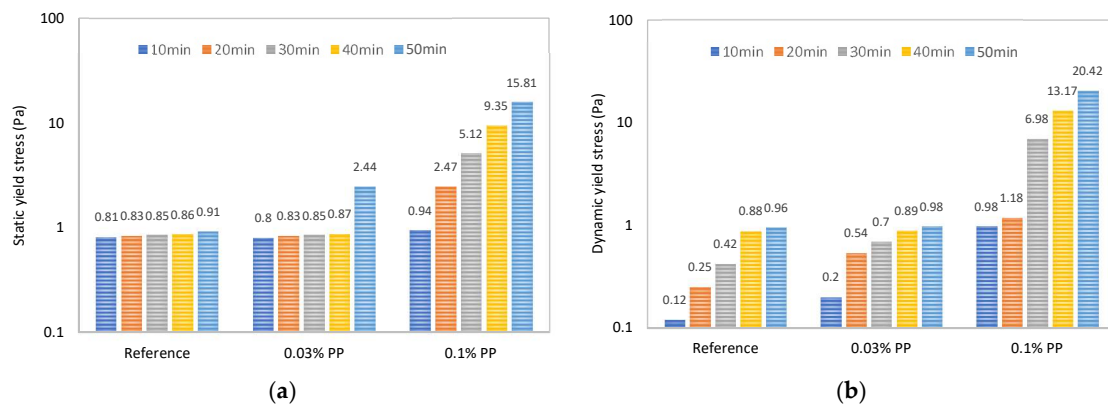 100
10
1
0.1
Static yield stress (Pa)
10min 20min 30min 40min 50min
0.81 0.83 0.85 0.86 0.91
0.8 0.83 0.85 0.87 2.44
0.94 2.47 5.12 9.35 15.81
Reference 0.03% PP 0.1% PP
(a)
100
10
1
0.1
Dynamic yield stress (Pa)
10min 20min 30min 40min 50min
0.12 0.25 0.42 0.88 0.96
0.2 0.54 0.7 0.89 0.98
0.98 1.18 6.98 13.17 20.42
Reference 0.03% PP 0.1% PP
(b)